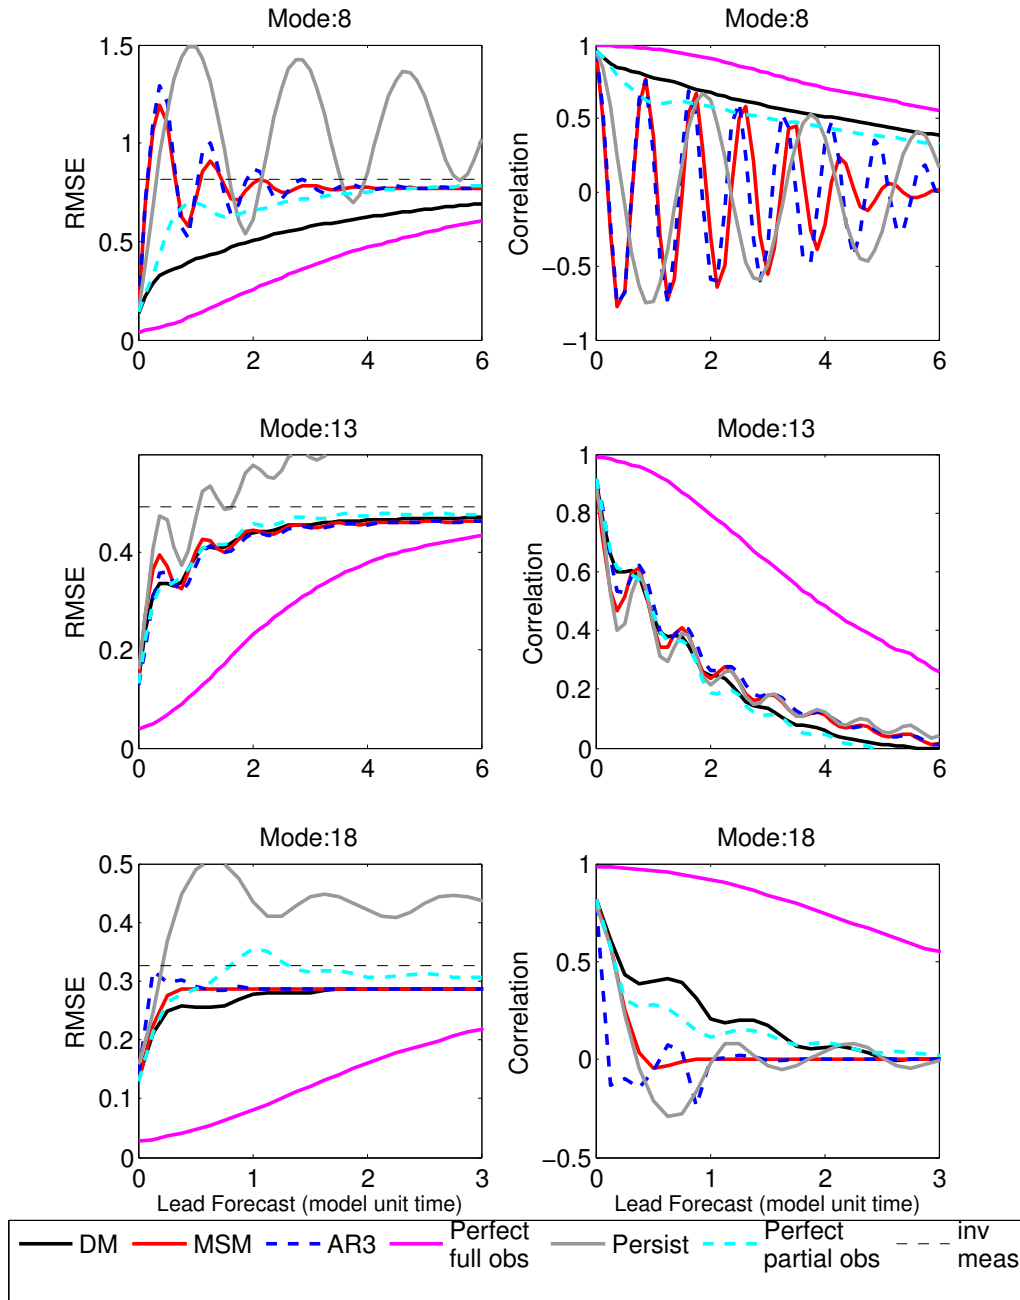 Mode:8
Mode:8
1.5
1
0.5
0
RMSE
0
2
4
6
1
0.5
0
−0.5
−1
Correlation
0
2
4
6
Mode:13
Mode:13
0.4
0.2
0
RMSE
0
2
4
6
1
0.8
0.6
0.4
0.2
0
Correlation
0
2
4
6
Mode:18
Mode:18
0.5
0.4
0.3
0.2
0.1
0
RMSE
0
1
2
3
Lead Forecast (model unit time)
1
0.5
0
−0.5
Correlation
0
1
2
3
Lead Forecast (model unit time)
DM
MSM
AR3
Perfect
full obs
Persist
Perfect
partial obs
inv
meas